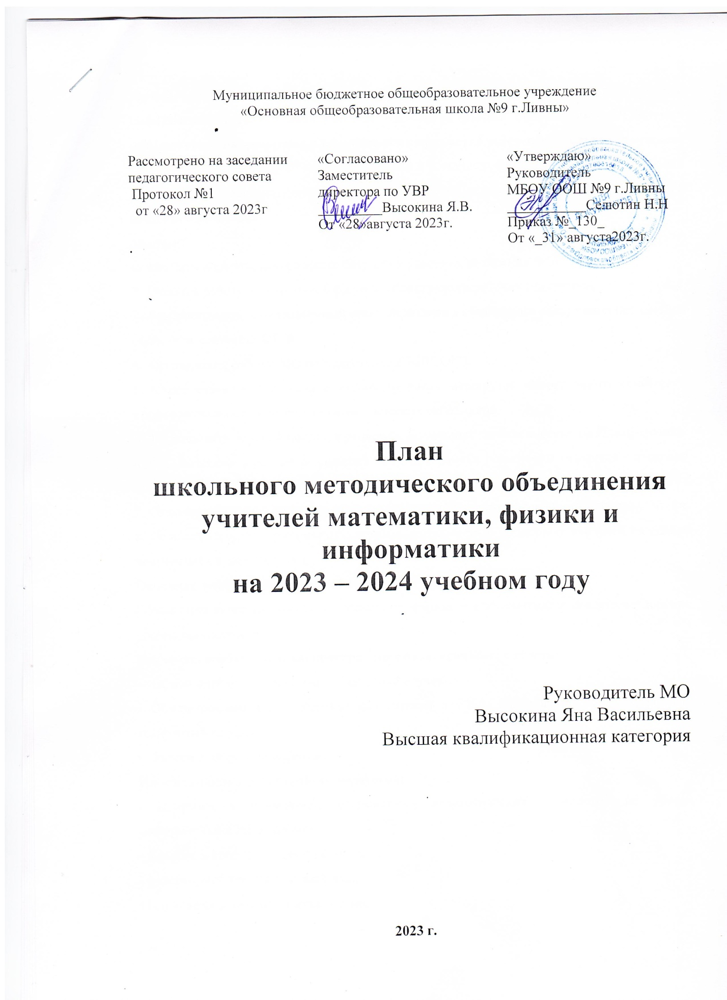 Муниципальное бюджетное общеобразовательное учреждение
«Основная общеобразовательная школа №9 г.Ливны»
Рассмотрено на заседании
педагогического совета
Протокол №1
от «28» августа 2023г
«Согласовано»
Заместитель
директора по УВР
_________Высокина Я.В.
От «28»августа 2023г.
«Утверждаю»
Руководитель
МБОУ ООШ №9 г.Ливны
___________Селютин Н.Н
Приказ №_130_
От «_31» августа2023г.
План
школьного методического объединения
учителей математики, физики и
информатики
на 2023 – 2024 учебном году
Руководитель МО
Высокина Яна Васильевна
Высшая квалификационная категория
2023 г.